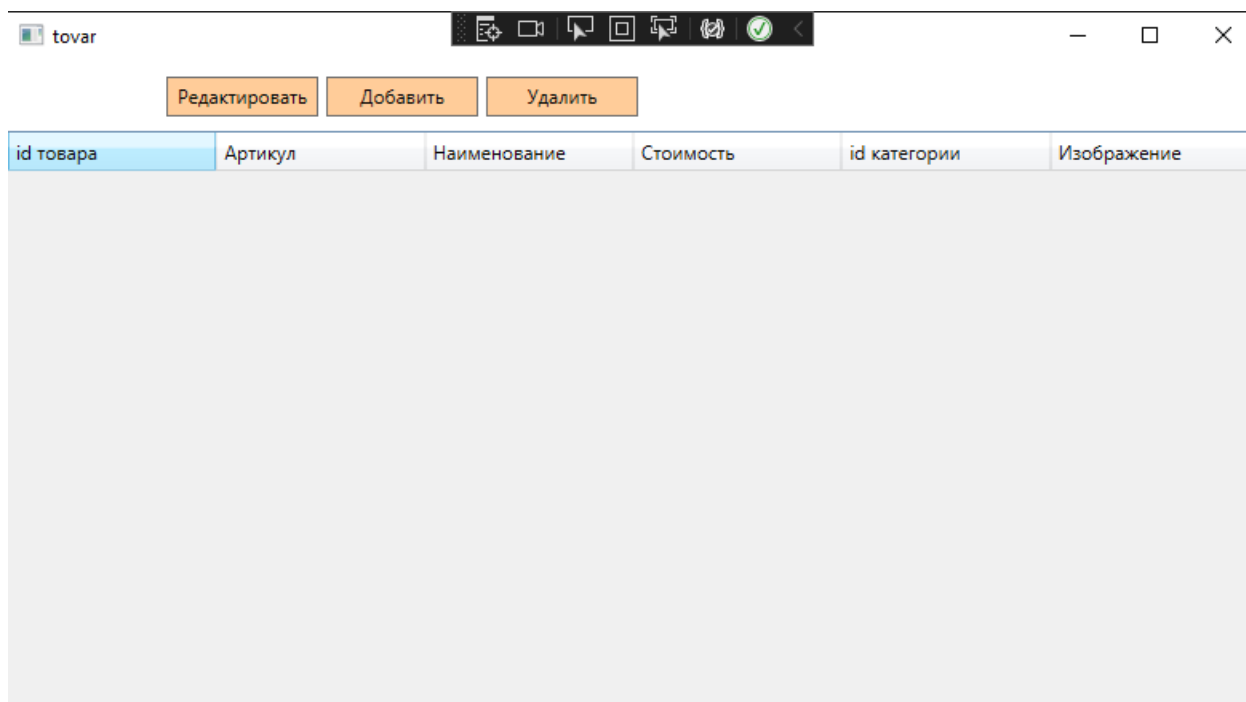 tovar
Редактировать Добавить Удалить
id товара Артикул Наименование Стоимость id категории Изображение